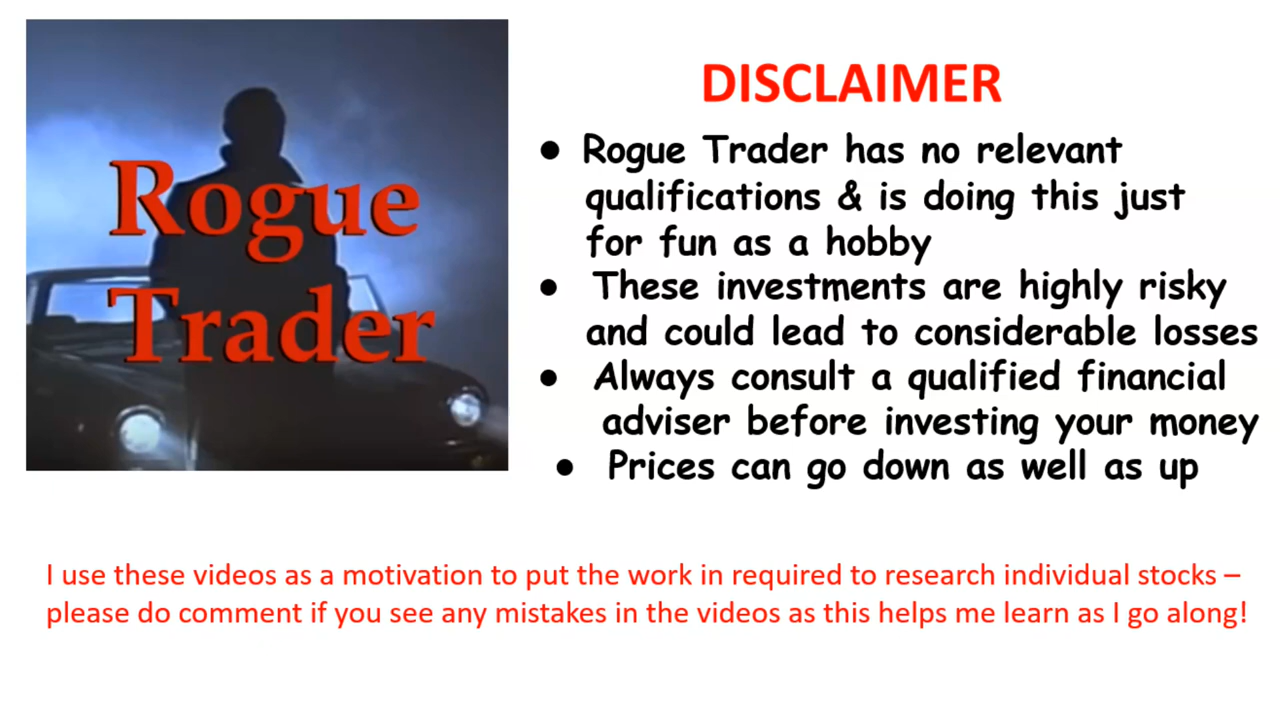 Rogue
Trader
DISCLAIMER
● Rogue Trader has no relevant
qualifications & is doing this just
for fun as a hobby
● These investments are highly risky
and could lead to considerable losses
● Always consult a qualified financial
adviser before investing your money
● Prices can go down as well as up
I use these videos as a motivation to put the work in required to research individual stocks –
please do comment if you see any mistakes in the videos as this helps me learn as I go along!